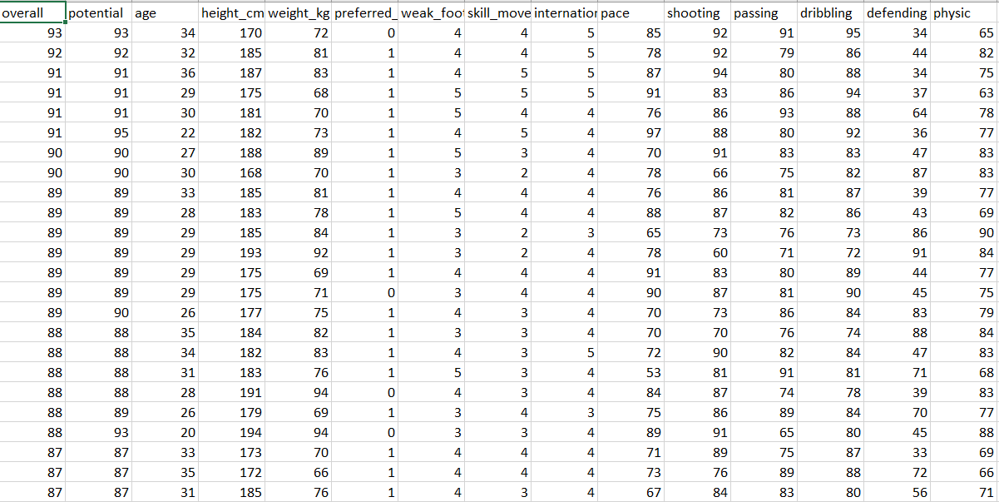 overall potential age height_cm weight_kg preferred_ weak_foot skill_move internation pace shooting passing dribbling defending physic
93 93 34 170 72 0 4 4 5 85 92 91 95 34 65
92 92 32 185 81 1 4 4 5 78 92 79 86 44 82
91 91 36 187 83 1 4 5 5 87 94 80 88 34 75
91 91 29 175 68 1 5 5 5 91 83 86 94 37 63
91 91 30 181 70 1 5 4 4 76 86 93 88 64 78
91 95 22 182 73 1 4 5 4 97 88 80 92 36 77
90 90 27 188 89 1 5 3 4 70 91 83 83 47 83
90 90 30 168 70 1 3 2 4 78 66 75 82 87 83
89 89 33 185 81 1 4 4 4 76 86 81 87 39 77
89 89 28 183 78 1 5 4 4 88 87 82 86 43 69
89 89 29 185 84 1 3 2 3 65 73 76 73 86 90
89 89 29 193 92 1 3 2 4 78 60 71 72 91 84
89 89 29 175 69 1 4 4 4 91 83 80 89 44 77
89 89 29 175 71 0 3 4 4 90 87 81 90 45 75
89 90 26 177 75 1 4 3 4 70 73 86 84 83 79
88 88 35 184 82 1 3 3 4 70 70 76 74 88 84
88 88 34 182 83 1 4 3 5 72 90 82 84 47 83
88 88 31 183 76 1 5 3 4 53 81 91 81 71 68
88 88 28 191 94 0 4 3 4 84 87 74 78 39 83
88 89 26 179 69 1 3 4 3 75 86 89 84 70 77
88 93 20 194 94 0 3 3 4 89 91 65 80 45 88
87 87 33 173 70 1 4 4 4 71 89 75 87 33 69
87 87 35 172 66 1 4 4 4 73 76 89 88 72 66
87 87 31 185 76 1 4 3 4 67 84 83 80 56 71